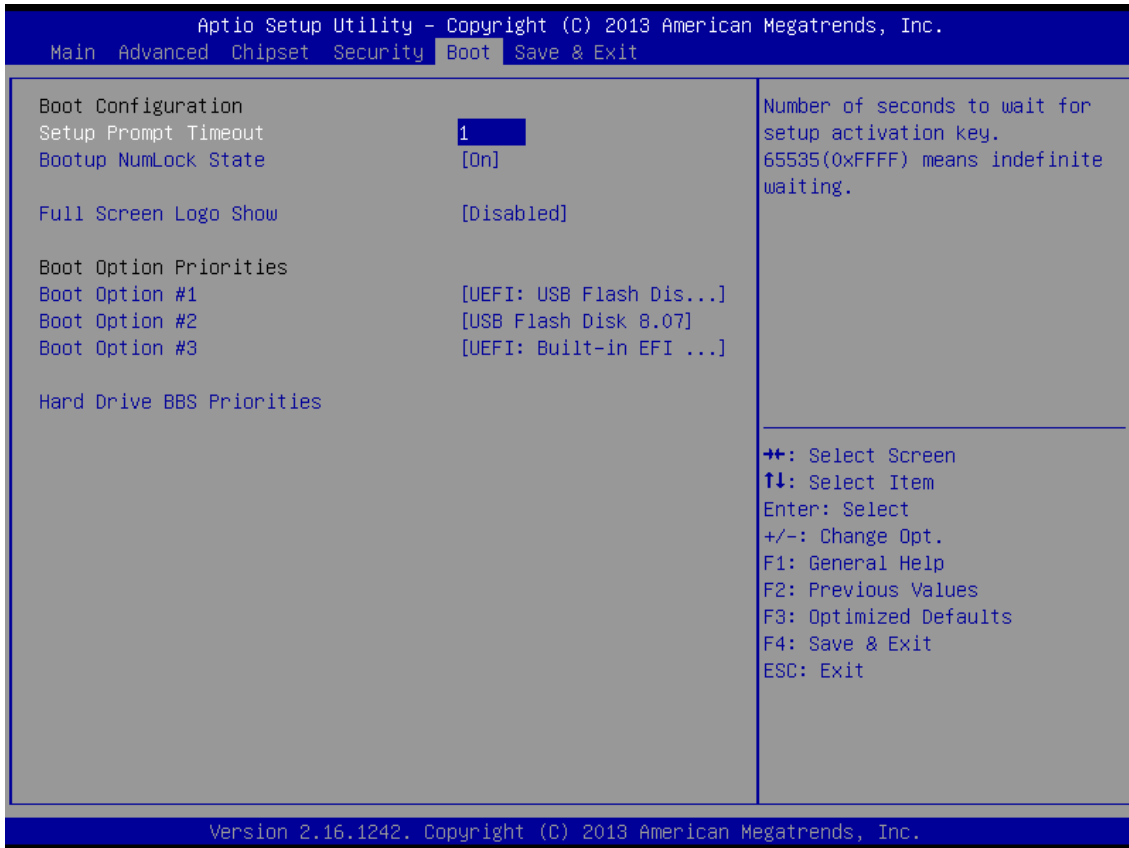 Aptio Setup Utility – Copyright (C) 2013 American Megatrends, Inc.
Main Advanced Chipset Security Boot Save & Exit
Boot Configuration
Setup Prompt Timeout 1
Bootup NumLock State [On]
Full Screen Logo Show [Disabled]
Boot Option Priorities
Boot Option #1 [UEFI: USB Flash Dis...]
Boot Option #2 [USB Flash Disk 8.07]
Boot Option #3 [UEFI: Built-in EFI ...]
Hard Drive BBS Priorities
Number of seconds to wait for
setup activation key.
65535(0xFFFF) means indefinite
waiting.
→←: Select Screen
↑↓: Select Item
Enter: Select
+/-: Change Opt.
F1: General Help
F2: Previous Values
F3: Optimized Defaults
F4: Save & Exit
ESC: Exit
Version 2.16.1242. Copyright (C) 2013 American Megatrends, Inc.